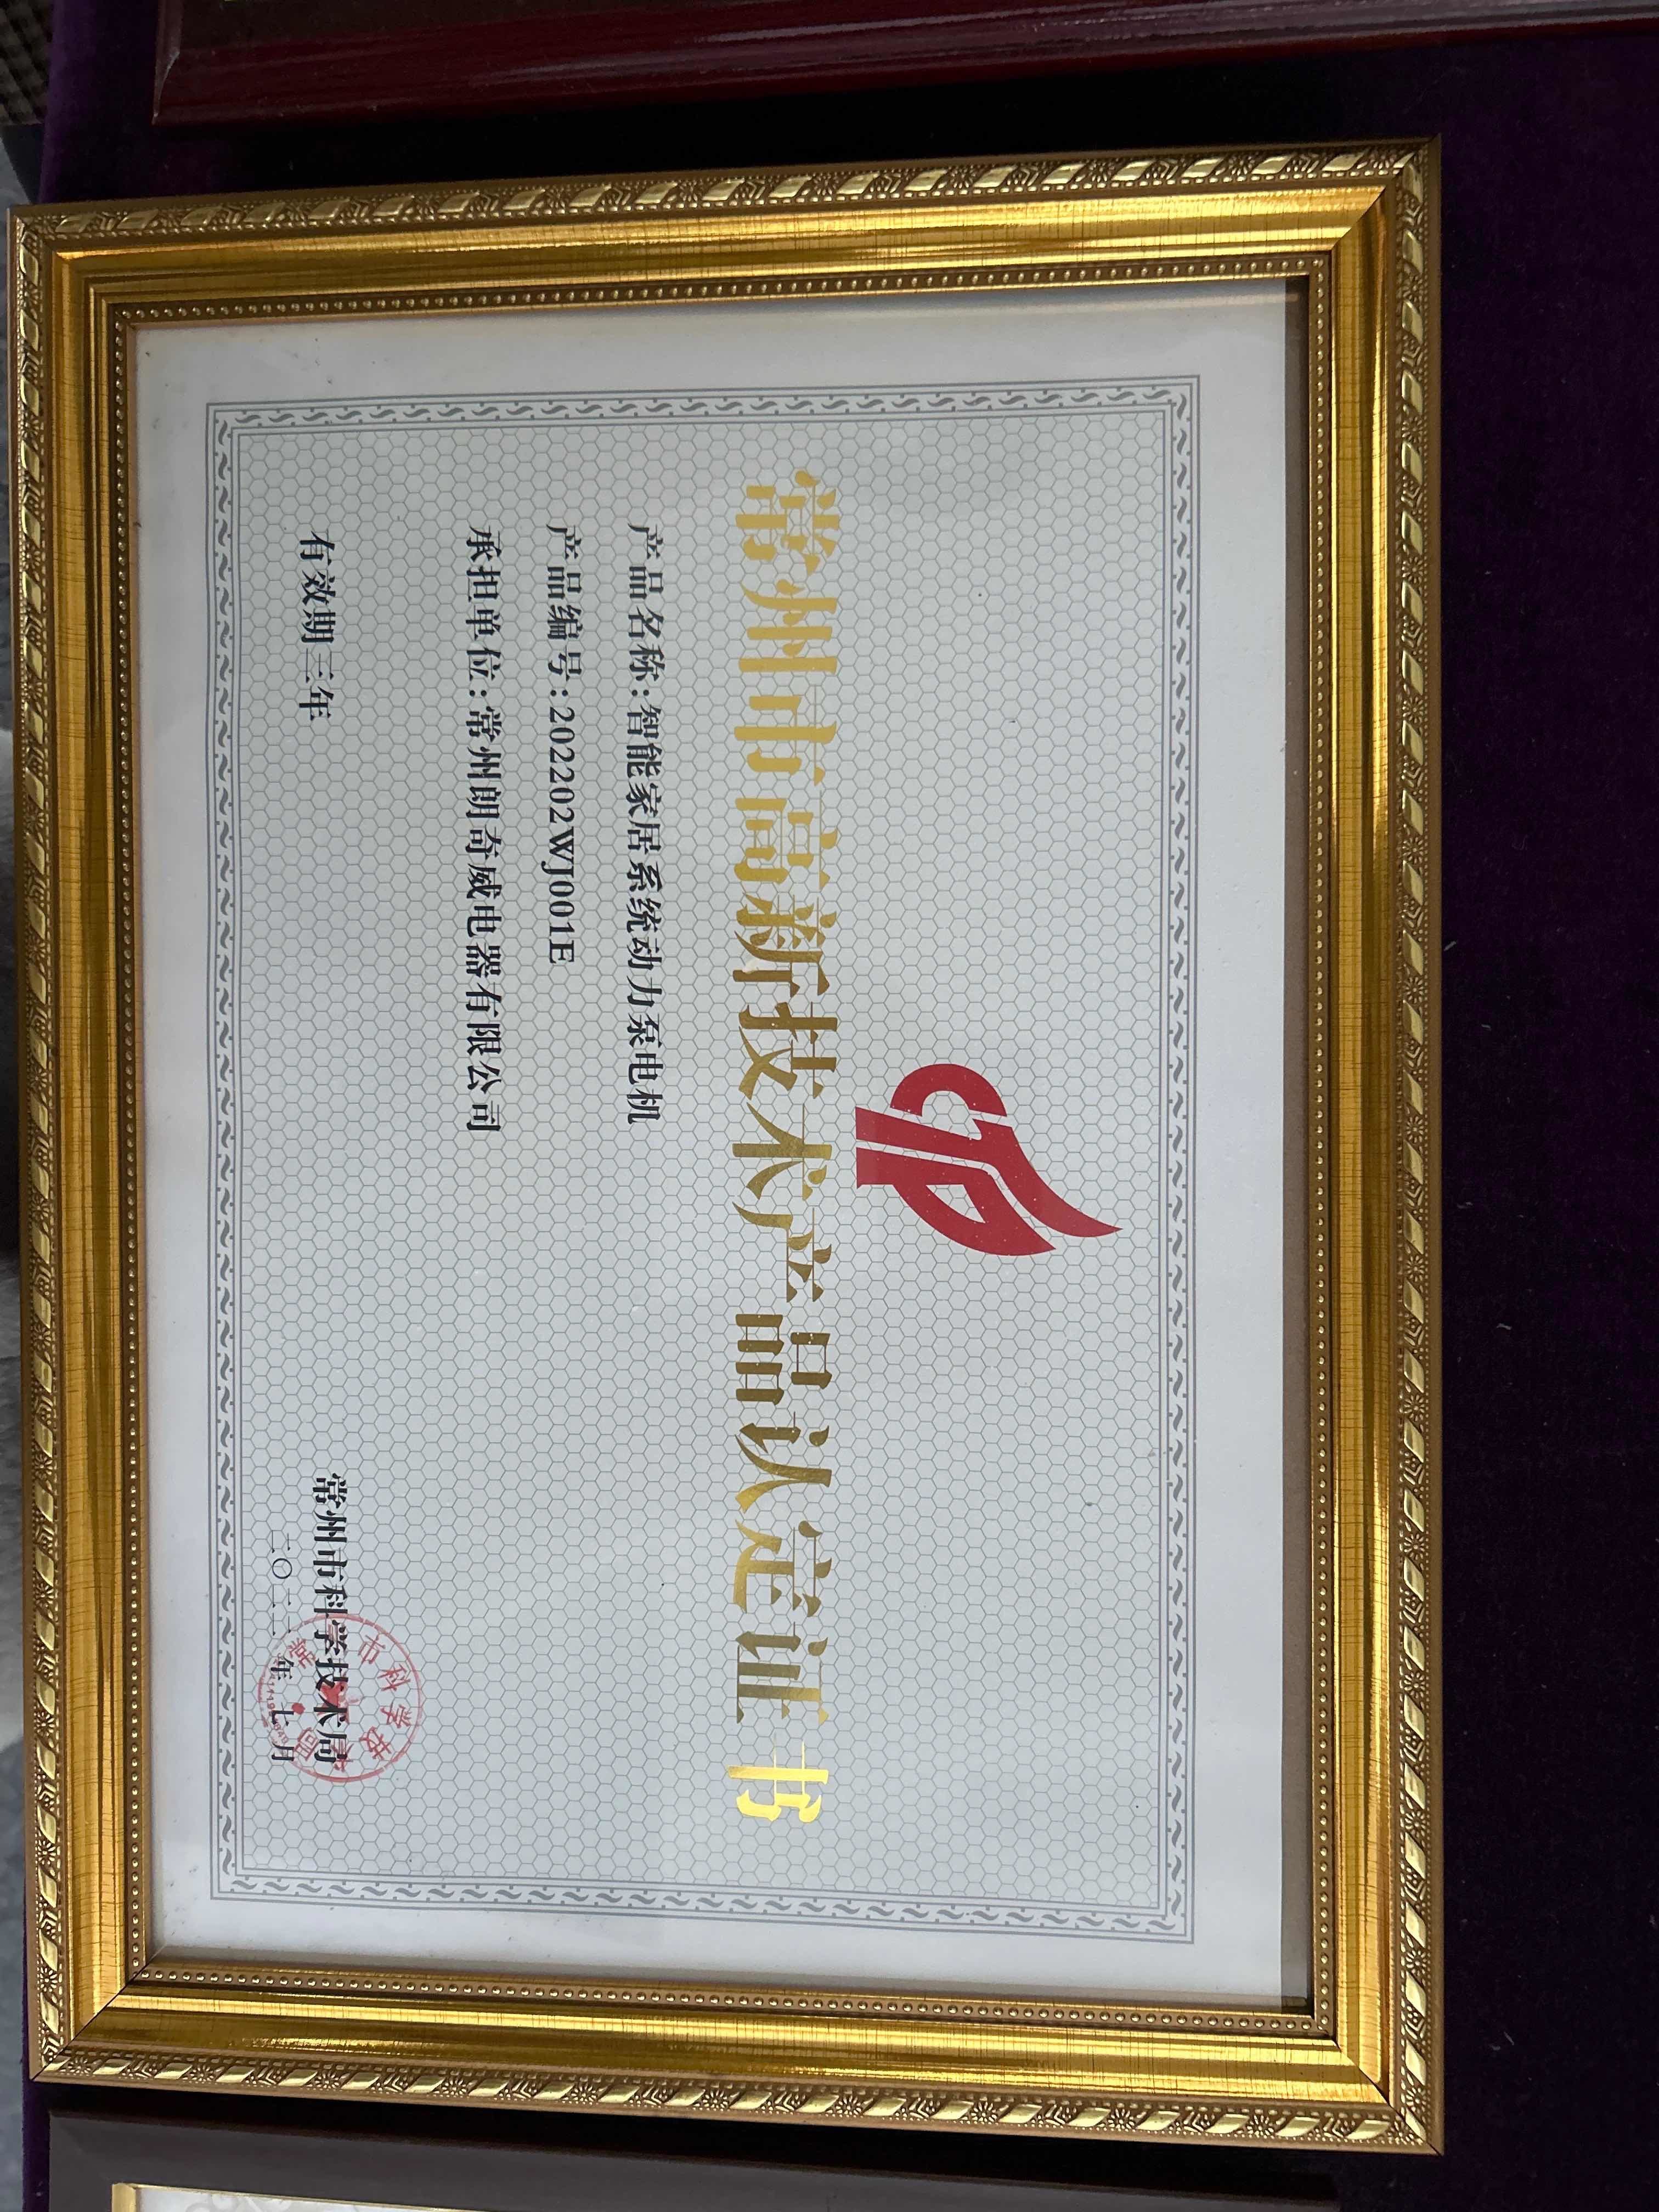 常州市高新技术产品认定证书
产品名称:智能家居系统动力泵电机
产品编号:202202WJ001E
承担单位:常州朗奇威电器有限公司
有效期三年
常州市科学技术局
二〇二二年七月